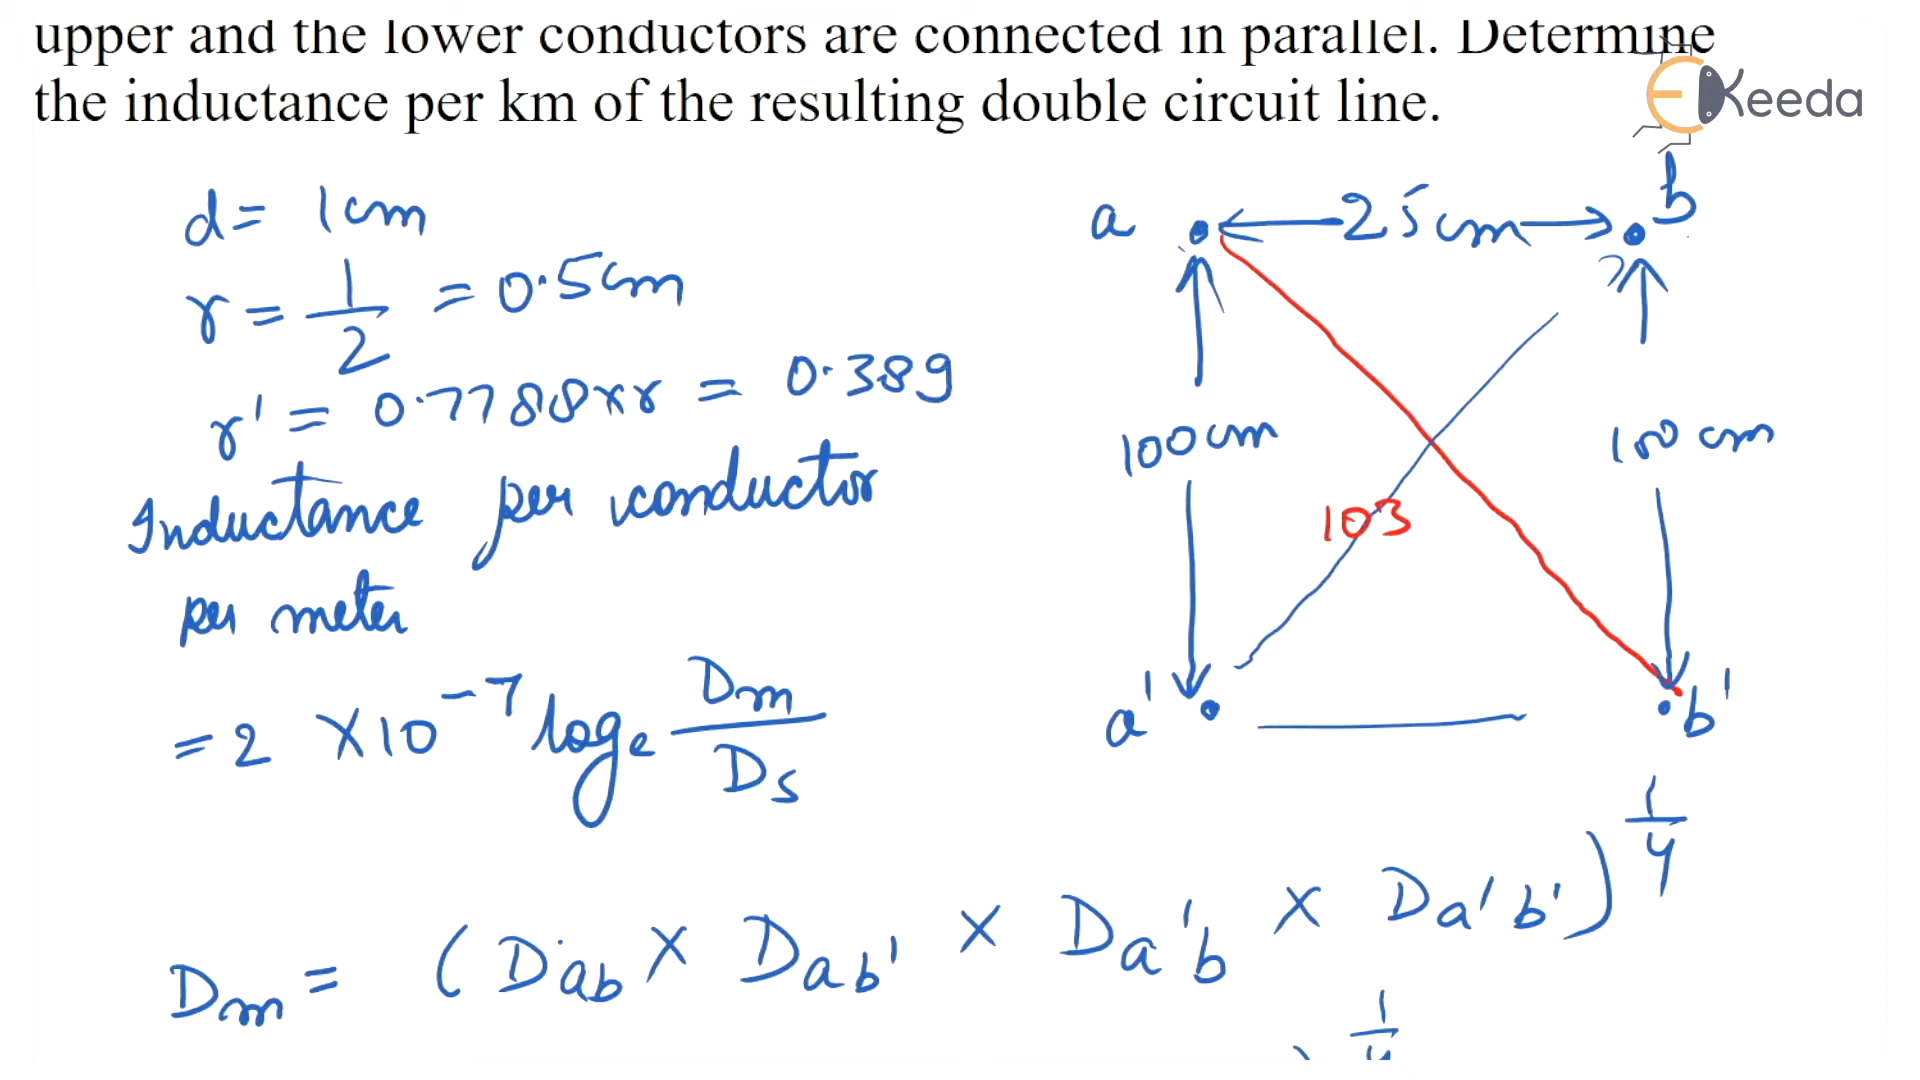 upper and the lower conductors are connected in parallel. Determine
the inductance per km of the resulting double circuit line.
EKeeda
d = 1cm
r = 1/2 = 0.5cm
r' = 0.7788×r = 0.389
Inductance per conductor
per meter
= 2 ×10^-7 log_e Dm/Ds
a 25cm b
100cm 100 cm
103
a' b'
Dm = (Dab × Dab' × Da'b × Da'b')^1/4